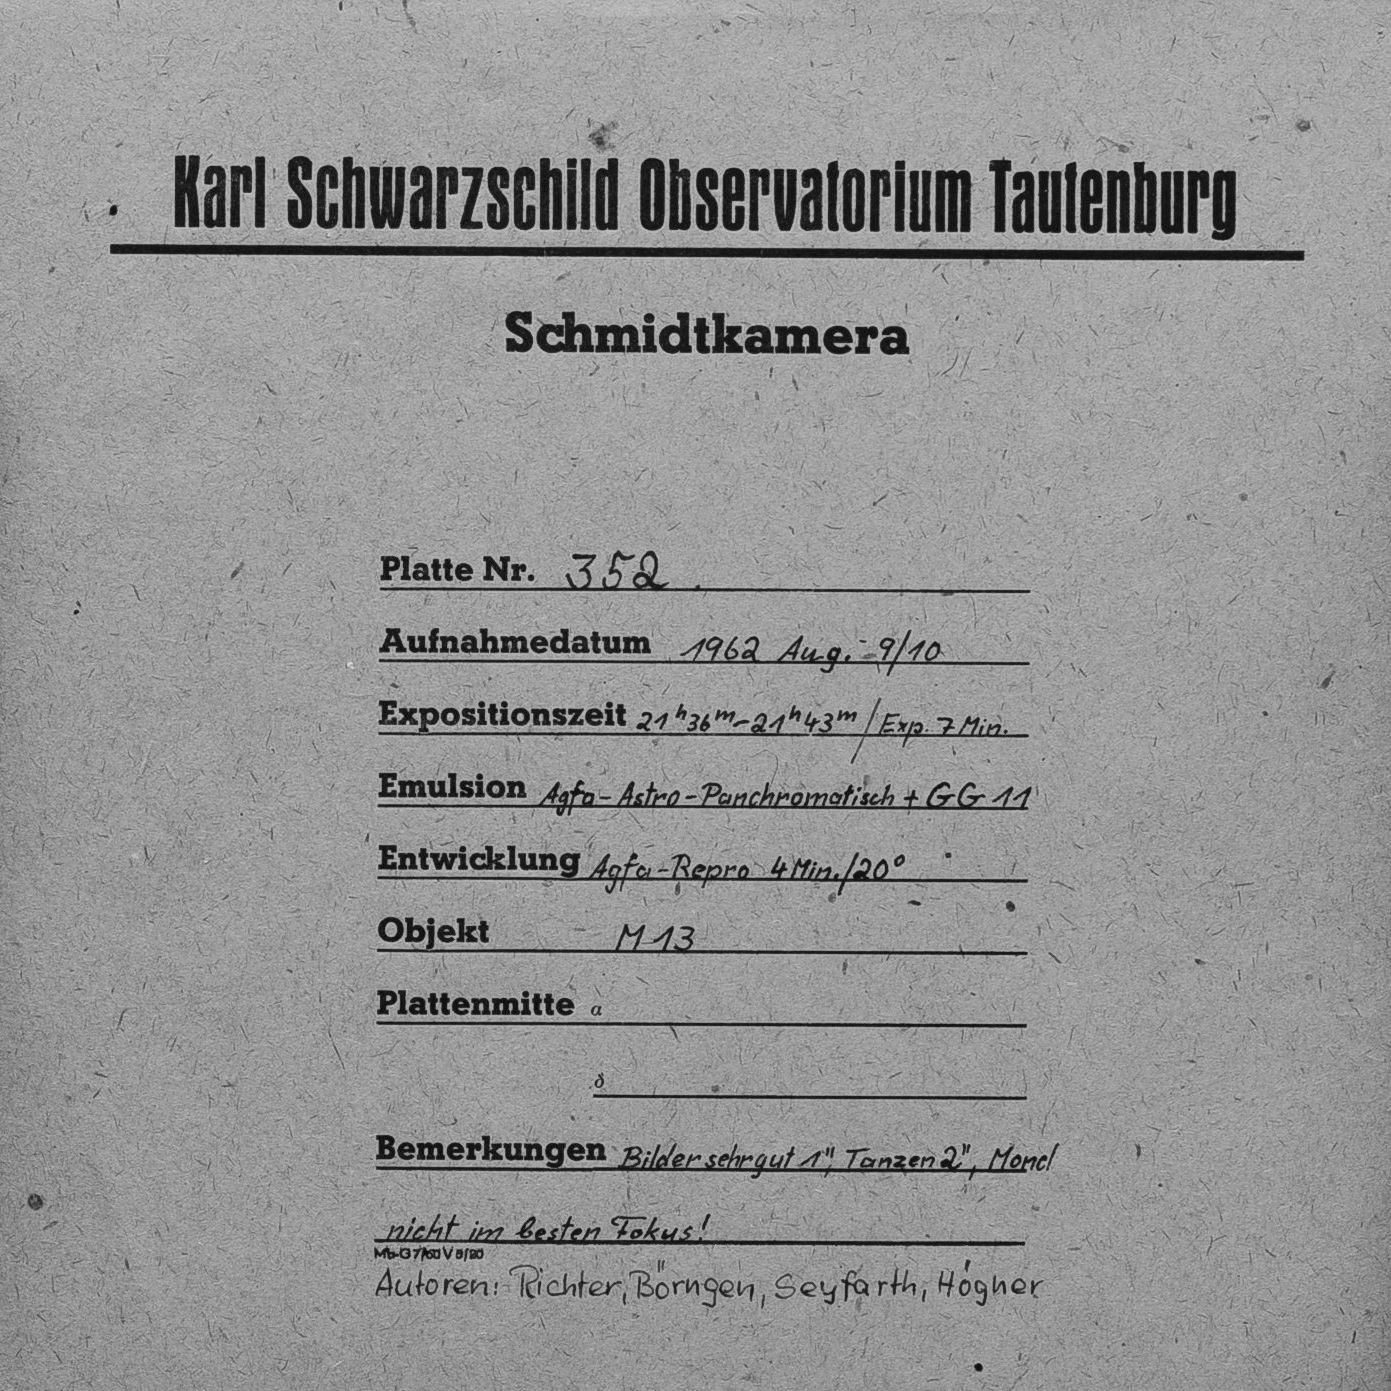 Karl Schwarzschild Observatorium Tautenburg
Schmidtkamera
Platte Nr. 352
Aufnahmedatum 1962 Aug. 9/10
Expositionszeit 21ʰ36ᵐ-21ʰ43ᵐ/Exp. 7 Min.
Emulsion Agfa-Astro-Panchromatisch + GG 11
Entwicklung Agfa-Repro 4 Min./20°
Objekt M 13
Plattenmitte α
δ
Bemerkungen Bilder sehr gut 1", Tanzen 2", Mond
nicht im besten Fokus!
Autoren: Richter, Börngen, Seyfarth, Högner